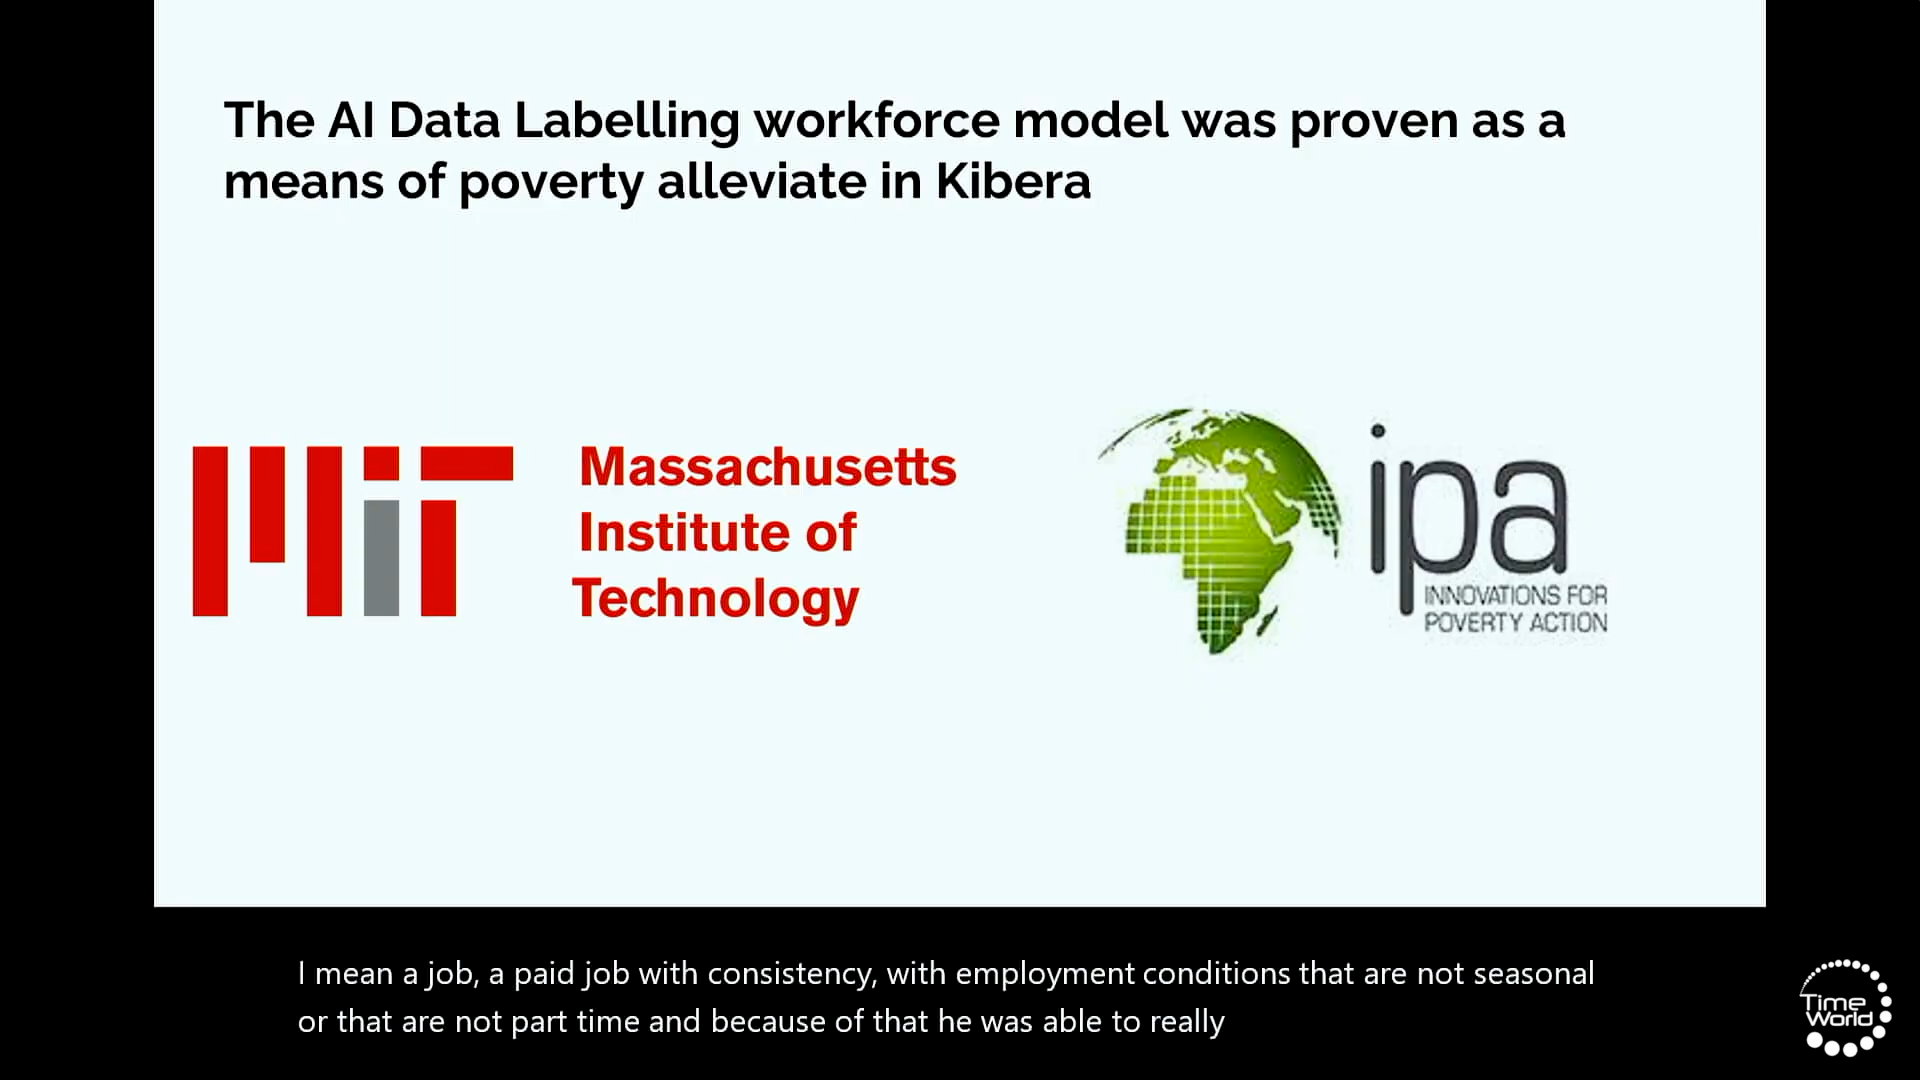 The AI Data Labelling workforce model was proven as a
means of poverty alleviate in Kibera
MIT
Massachusetts
Institute of
Technology
ipa
INNOVATIONS FOR
POVERTY ACTION
I mean a job, a paid job with consistency, with employment conditions that are not seasonal
or that are not part time and because of that he was able to really
Time
World